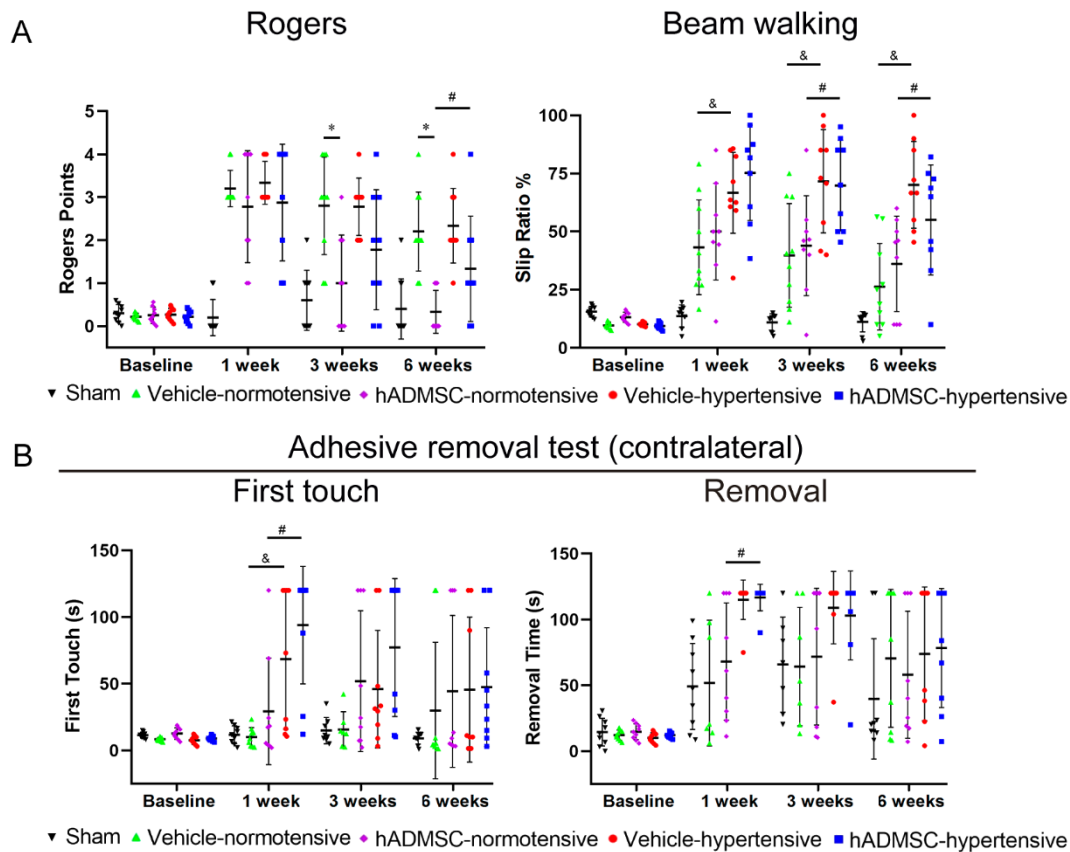 A
Rogers
Beam walking
Rogers Points
5
4
3
2
1
0
* * #
Baseline 1 week 3 weeks 6 weeks
Slip Ratio %
100
75
50
25
0
& & # & #
Baseline 1 week 3 weeks 6 weeks
Sham Vehicle-normotensive hADMSC-normotensive Vehicle-hypertensive hADMSC-hypertensive
B
Adhesive removal test (contralateral)
First touch
Removal
First Touch (s)
150
100
50
0
& #
Baseline 1 week 3 weeks 6 weeks
Removal Time (s)
150
100
50
0
#
Baseline 1 week 3 weeks 6 weeks
Sham Vehicle-normotensive hADMSC-normotensive Vehicle-hypertensive hADMSC-hypertensive